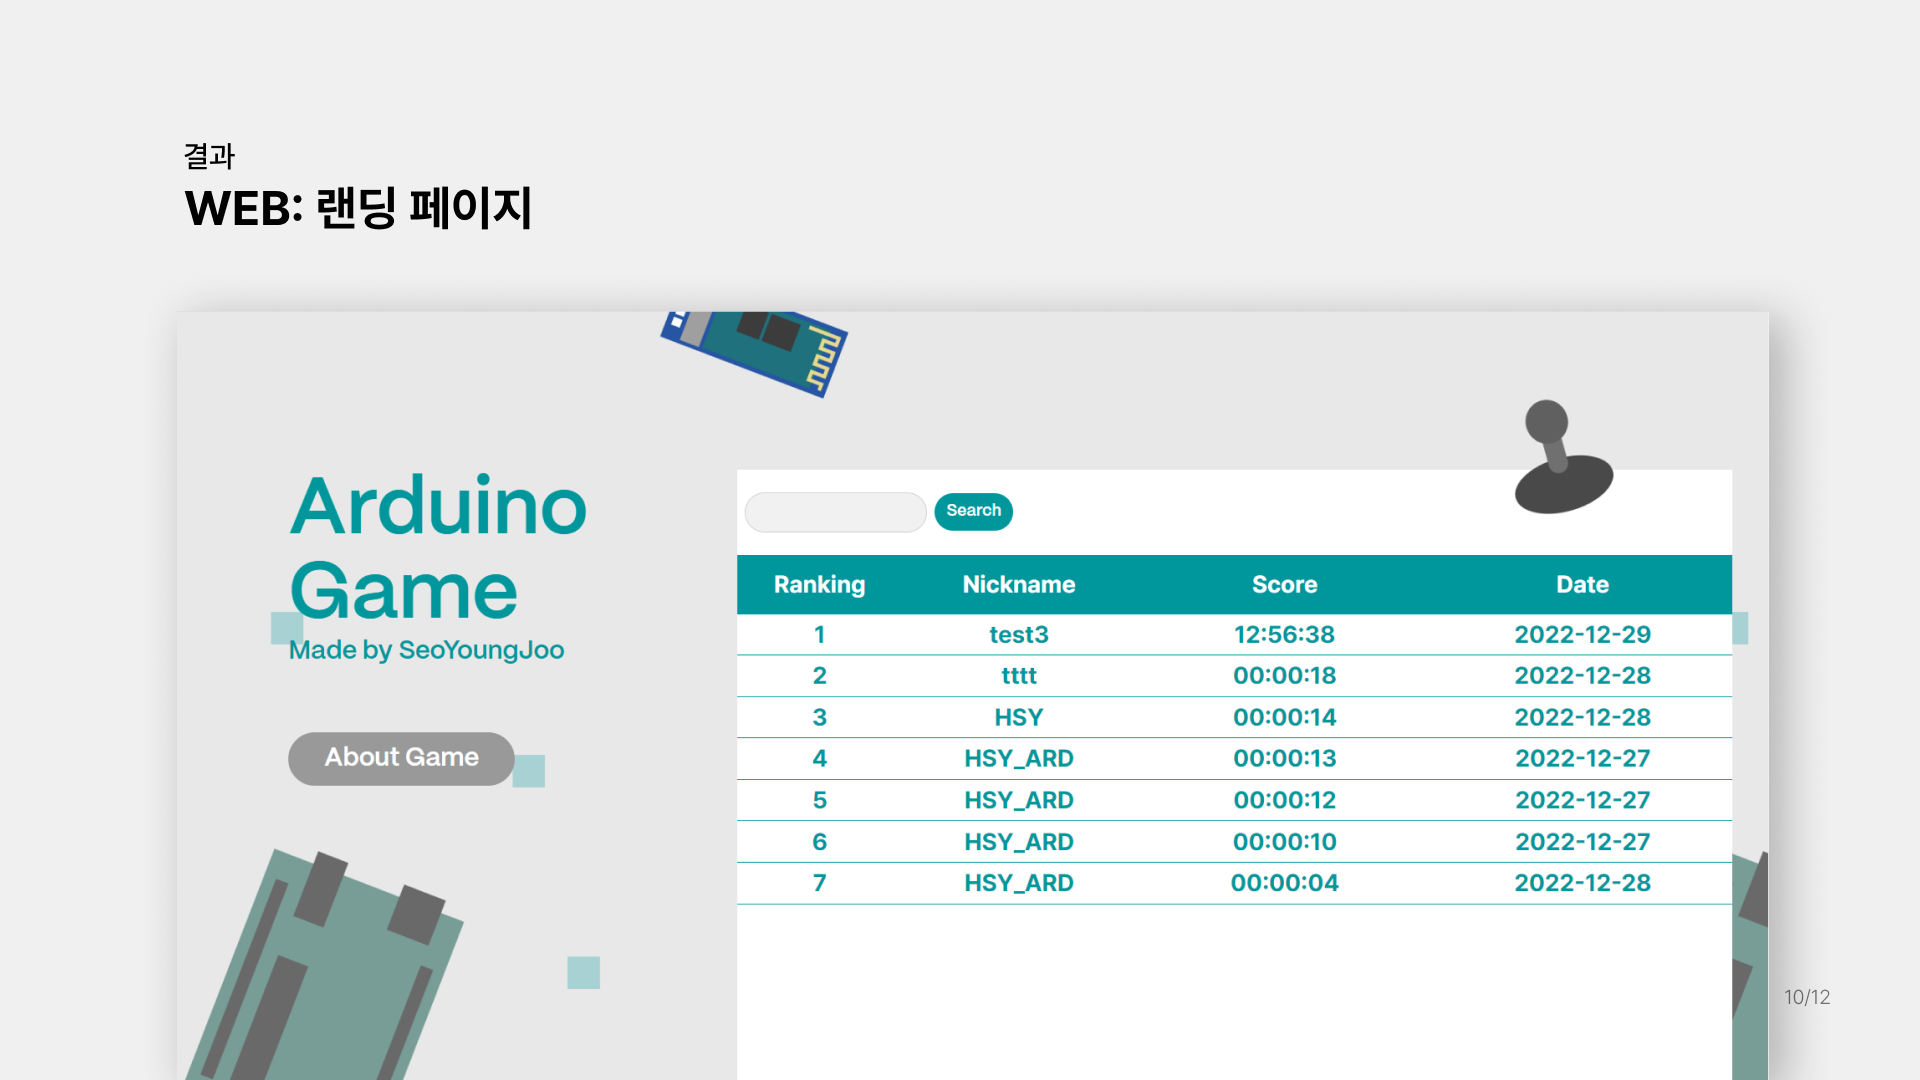 결과
WEB: 랜딩 페이지
Arduino
Game
Made by SeoYoungJoo
About Game
Search
Ranking Nickname Score Date
1 test3 12:56:38 2022-12-29
2 tttt 00:00:18 2022-12-28
3 HSY 00:00:14 2022-12-28
4 HSY_ARD 00:00:13 2022-12-27
5 HSY_ARD 00:00:12 2022-12-27
6 HSY_ARD 00:00:10 2022-12-27
7 HSY_ARD 00:00:04 2022-12-28
10/12